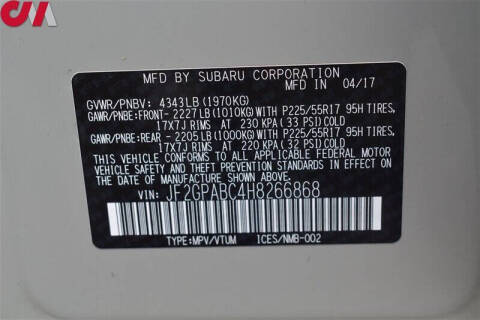 CM
MFD BY SUBARU CORPORATION
GVWR/PNBV: 4343LB (1970KG) MFD IN 04/17
GAWR/PNBE:FRONT- 2227LB (1010KG) WITH P225/55R17 95H TIRES,
17X7J RIMS AT 230 KPA (33 PSI) COLD
GAWR/PNBE:REAR - 2205LB (1000KG) WITH P225/55R17 95H TIRES,
17X7J RIMS AT 220 KPA (32 PSI) COLD
THIS VEHICLE CONFORMS TO ALL APPLICABLE FEDERAL MOTOR
VEHICLE SAFETY AND THEFT PREVENTION STANDARDS IN EFFECT
ON THE DATE OF MANUFACTURE SHOWN ABOVE.
VIN: JF2GPABC4H8266868
TYPE:MPV/VTUM ICES/NMB-002